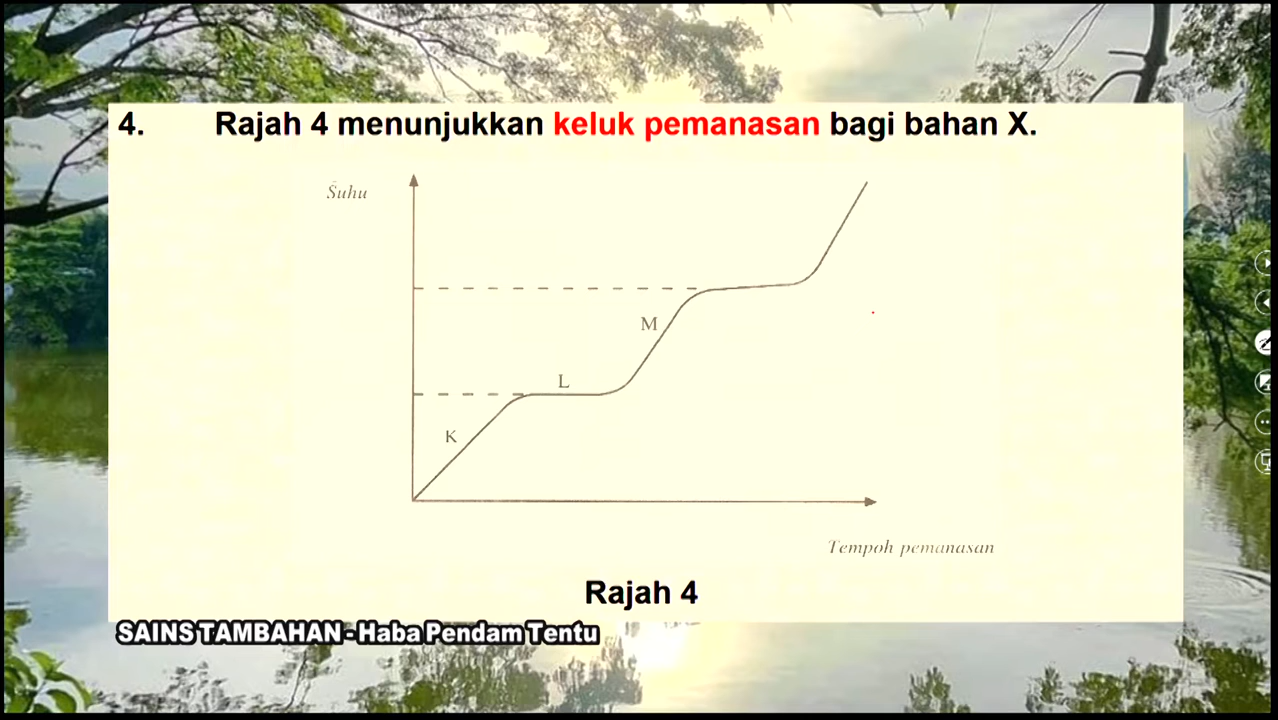 4. Rajah 4 menunjukkan keluk pemanasan bagi bahan X.
Suhu
M
L
K
Tempoh pemanasan
Rajah 4
SAINS TAMBAHAN - Haba Pendam Tentu